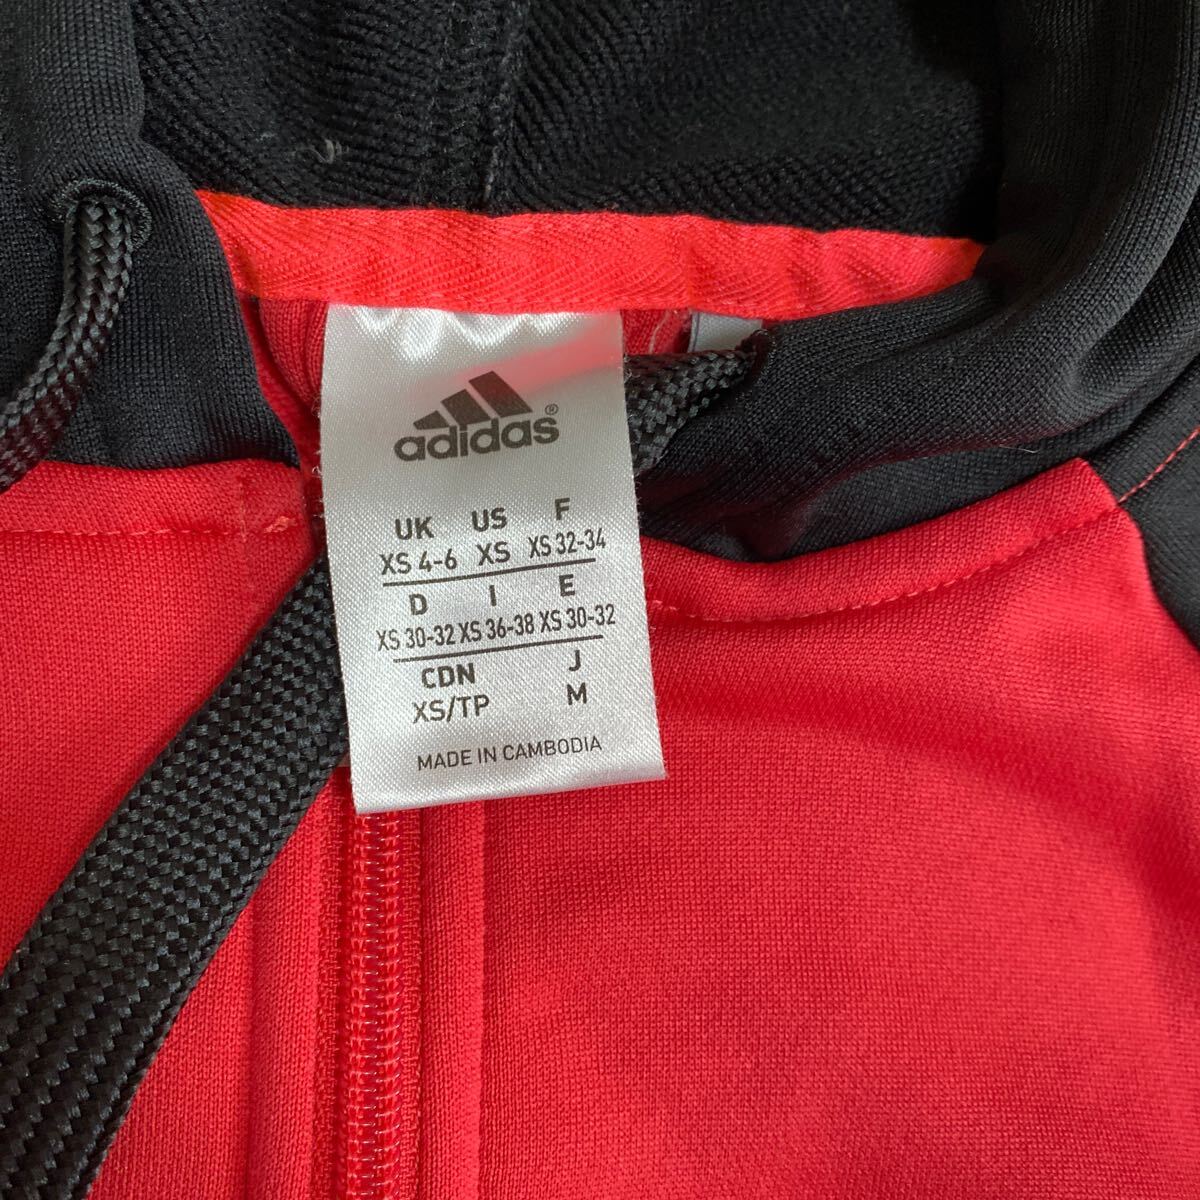 adidas®
UK US F
XS 4-6 XS XS 32-34
D I E
XS 30-32 XS 36-38 XS 30-32
CDN J
XS/TP M
MADE IN CAMBODIA